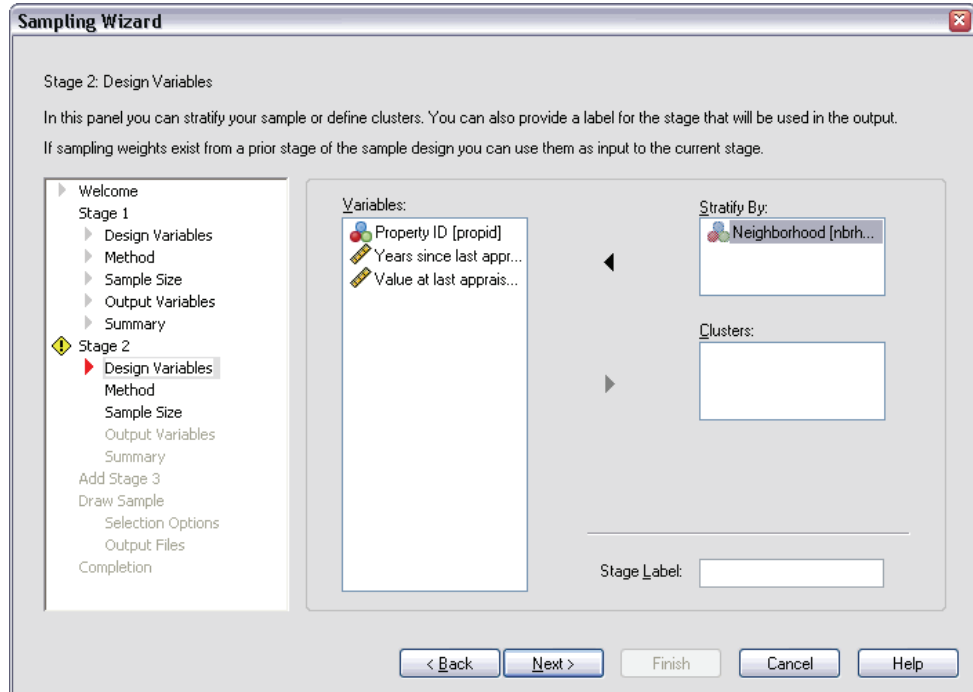 Sampling Wizard
Stage 2: Design Variables
In this panel you can stratify your sample or define clusters. You can also provide a label for the stage that will be used in the output.
If sampling weights exist from a prior stage of the sample design you can use them as input to the current stage.
Welcome
Stage 1
Design Variables
Method
Sample Size
Output Variables
Summary
Stage 2
Design Variables
Method
Sample Size
Output Variables
Summary
Add Stage 3
Draw Sample
Selection Options
Output Files
Completion
Variables:
Property ID [propid]
Years since last appr...
Value at last apprais...
Stratify By:
Neighborhood [nbrh...
Clusters:
Stage Label:
< Back
Next >
Finish
Cancel
Help